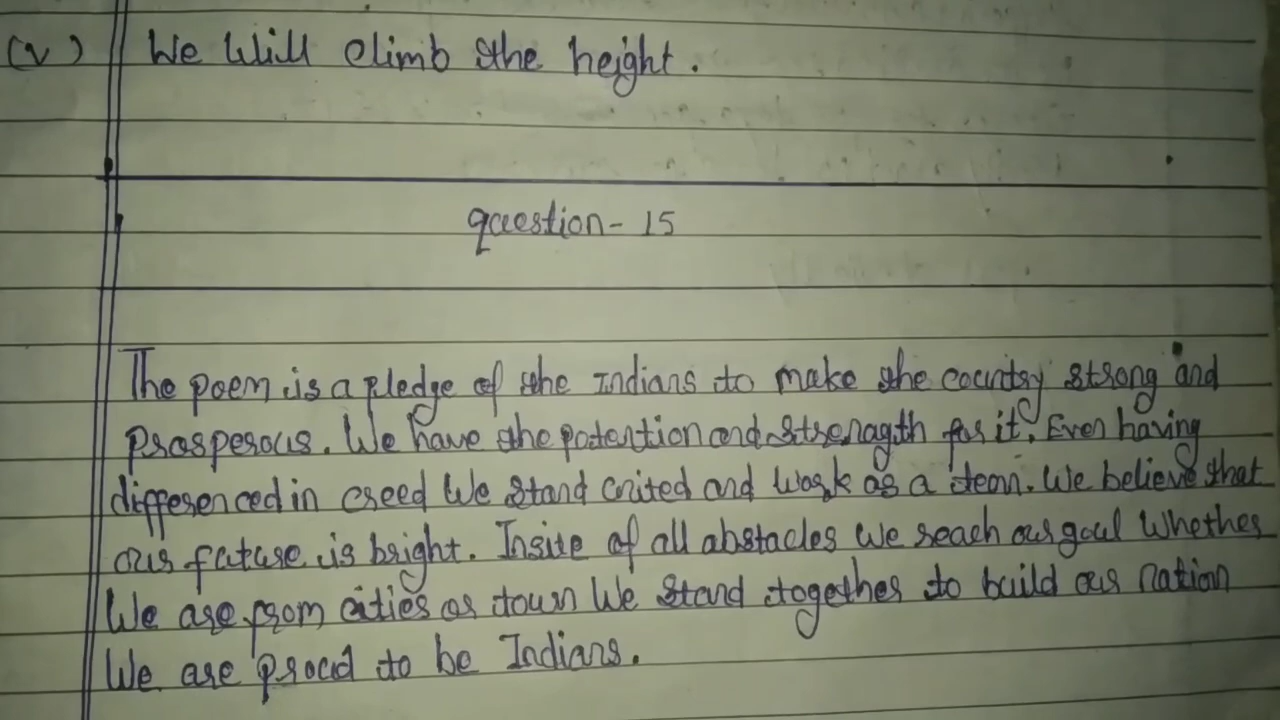 (v) We will climb the height.
question - 15
The poem is a pledge of the Indians to make the country strong and
prosperous. We have the potention and strenagth for it. Even having
differenced in creed We stand united and work as a team. We believe that
our future is bright. Insite of all abstacles we reach our goul whether
We are from cities or town We stand together to build our nation
We are proud to be Indians.